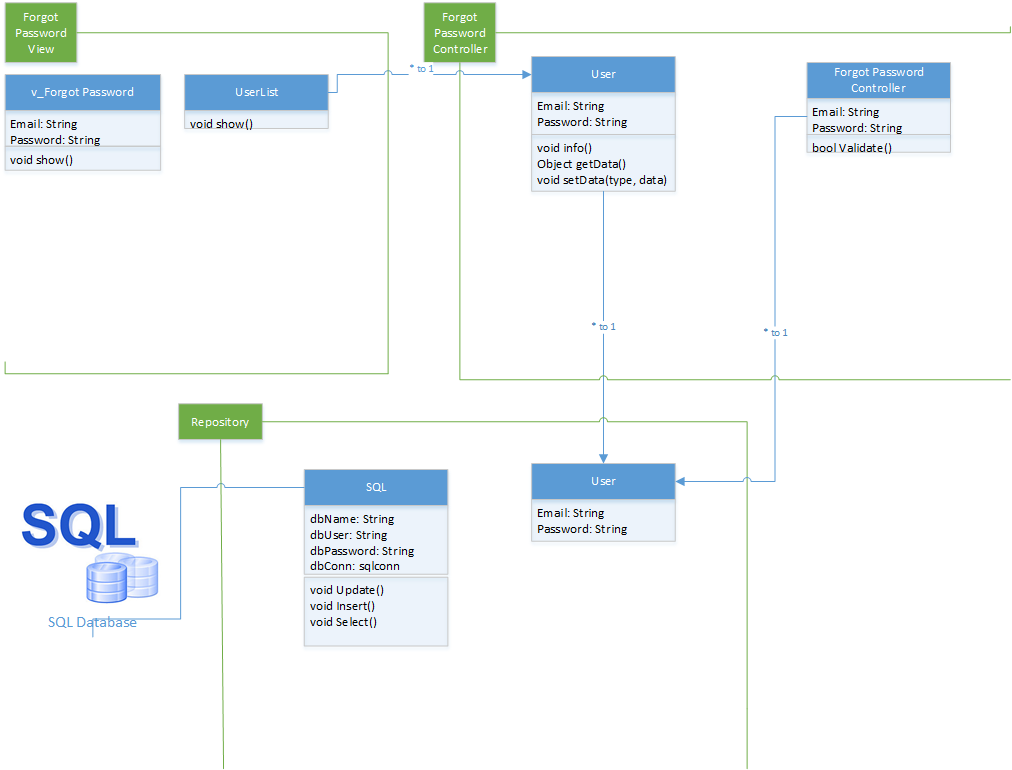 Forgot
Password
View
Forgot
Password
Controller
v_Forgot Password
Email: String
Password: String
void show()
UserList
void show()
* to 1
User
Email: String
Password: String
void info()
Object getData()
void setData(type, data)
Forgot Password
Controller
Email: String
Password: String
bool Validate()
* to 1
* to 1
Repository
SQL
SQL Database
SQL
dbName: String
dbUser: String
dbPassword: String
dbConn: sqlconn
void Update()
void Insert()
void Select()
User
Email: String
Password: String